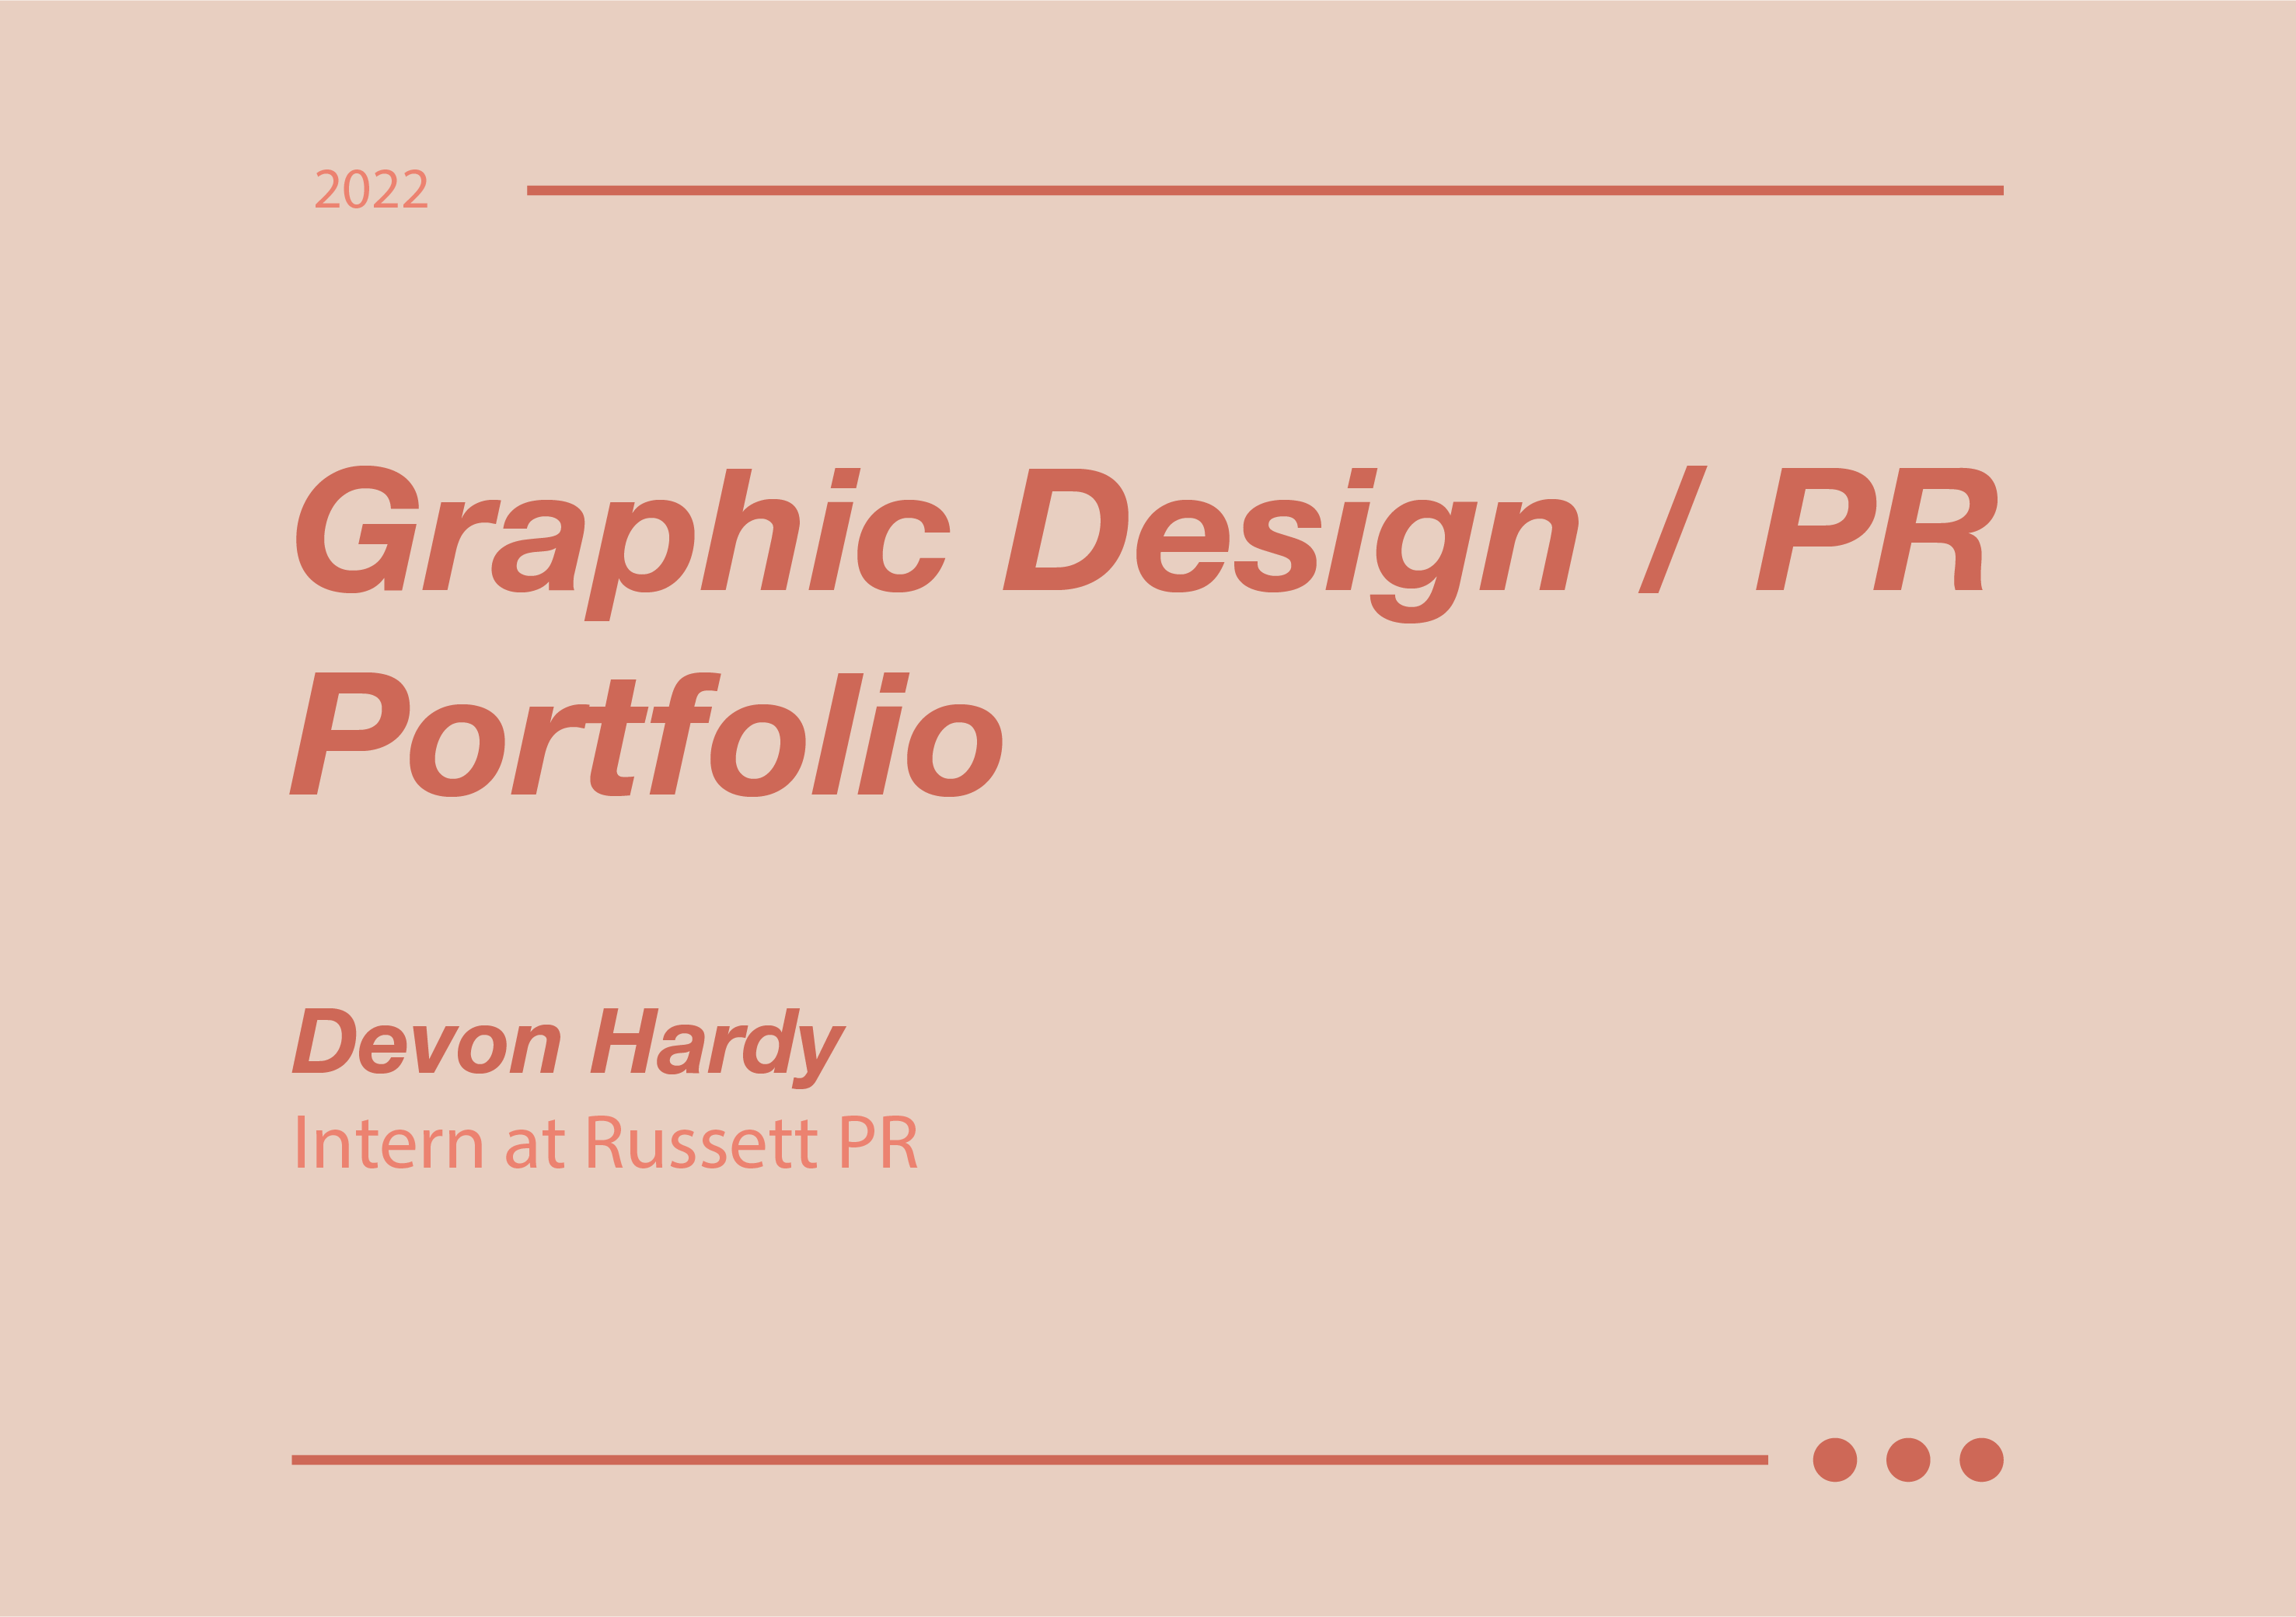 2022
Graphic Design / PR
Portfolio
Devon Hardy
Intern at Russett PR